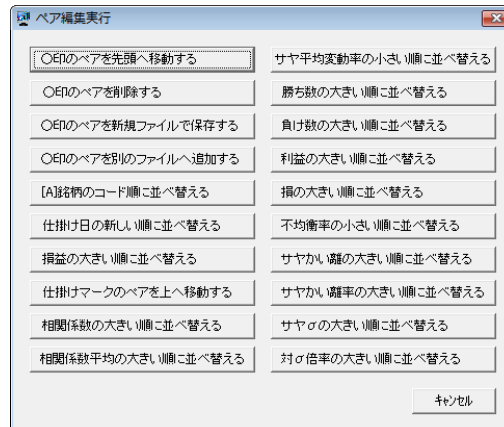 ペア編集実行
○印のペアを先頭へ移動する
○印のペアを削除する
○印のペアを新規ファイルで保存する
○印のペアを別のファイルへ追加する
[A]銘柄のコード順に並べ替える
仕掛け日の新しい順に並べ替える
損益の大きい順に並べ替える
仕掛けマークのペアを上へ移動する
相関係数の大きい順に並べ替える
相関係数平均の大きい順に並べ替える
サヤ平均変動率の小さい順に並べ替える
勝ち数の大きい順に並べ替える
負け数の大きい順に並べ替える
利益の大きい順に並べ替える
損の大きい順に並べ替える
不均衡率の小さい順に並べ替える
サヤかい離の大きい順に並べ替える
サヤかい離率の大きい順に並べ替える
サヤσの大きい順に並べ替える
対σ倍率の大きい順に並べ替える
キャンセル